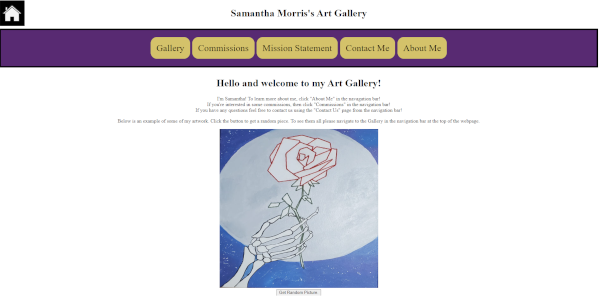 Samantha Morris's Art Gallery
Gallery
Commissions
Mission Statement
Contact Me
About Me
Hello and welcome to my Art Gallery!
I'm Samantha! To learn more about me, click "About Me" in the navigation bar!
If you're interested in some commissions, then click "Commissions" in the navigation bar!
If you have any questions feel free to contact us using the "Contact Us" page from the navigation bar!
Below is an example of some of my artwork. Click the button to get a random piece. To see them all please navigate to the Gallery in the navigation bar at the top of the webpage.
Get Random Picture